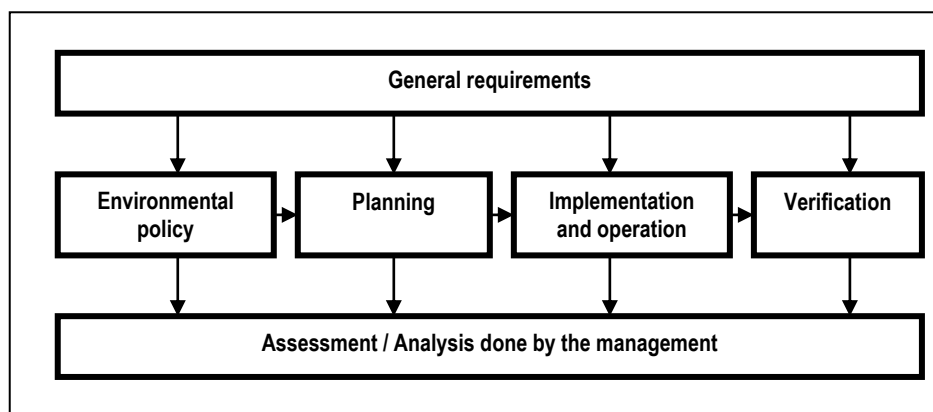 General requirements
Environmental
policy
Planning
Implementation
and operation
Verification
Assessment / Analysis done by the management